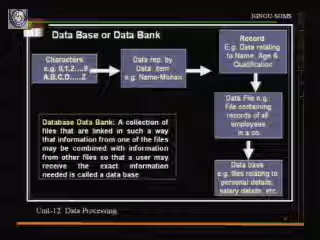 IGNOU-SOMS
Data Base or Data Bank
Characters:
e.g. 0,1,2....9
A,B,C,D......Z
Data rep. by
Data item
e.g: Name-Mohan
Record
E.g. Data relating
to Name, Age &
Qualification
Data File e.g.:
File containing
records of all
employees
in a co.
Database Data Bank: A collection of
files that are linked in such a way
that information from one of the files
may be combined with information
from other files so that a user may
receive the exact information
needed is called a data base
Data base
e.g. files relating to
personal details,
salary details, etc.
Unit-12 Data Processing